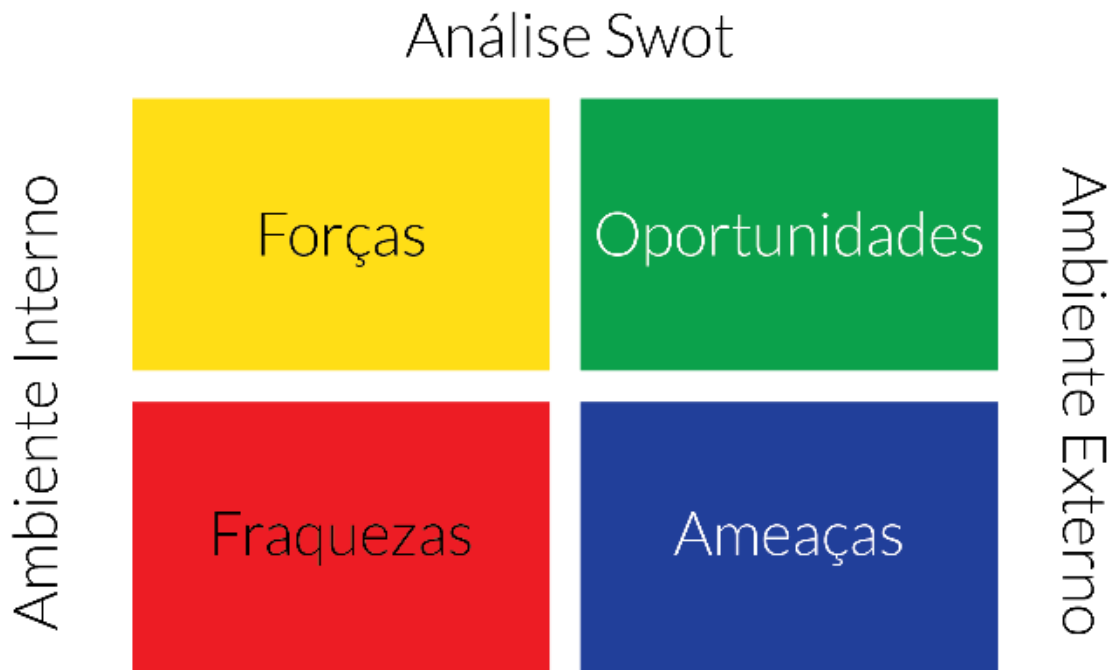 Análise Swot
Ambiente Interno
Forças
Oportunidades
Ambiente Externo
Fraquezas
Ameaças